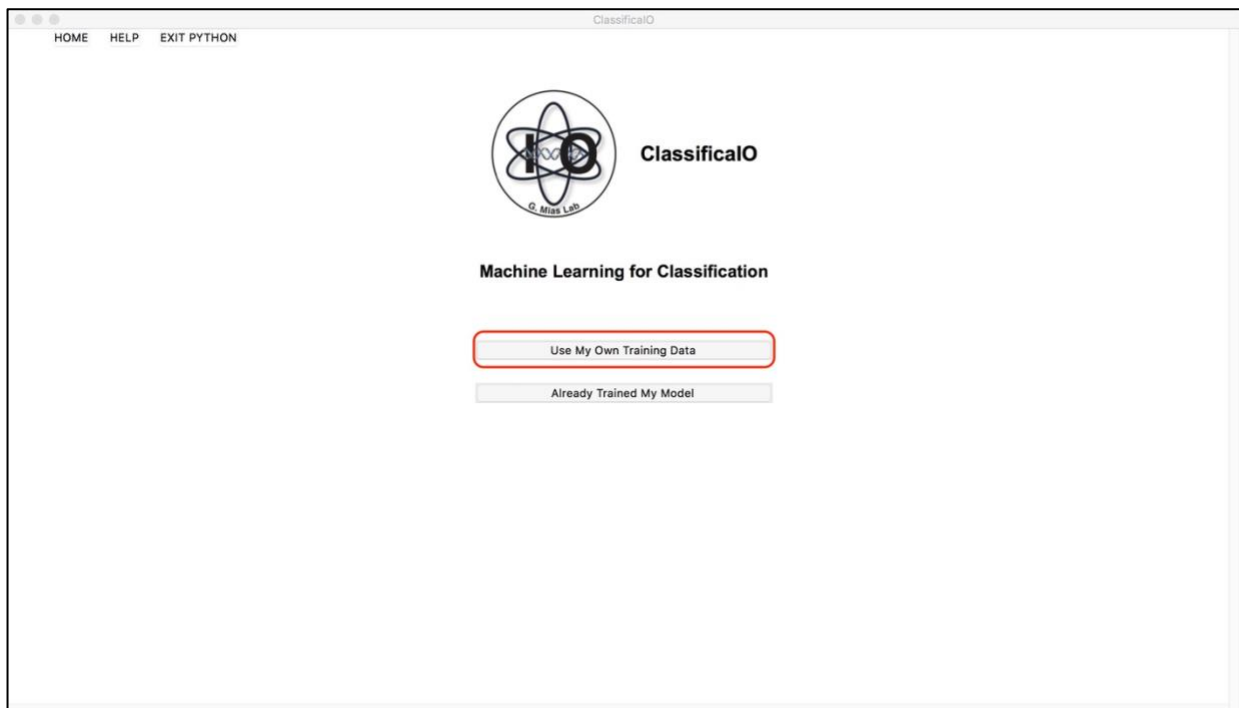 ClassificaIO
HOME HELP EXIT PYTHON
IO
G. Mias Lab
ClassificaIO
Machine Learning for Classification
Use My Own Training Data
Already Trained My Model